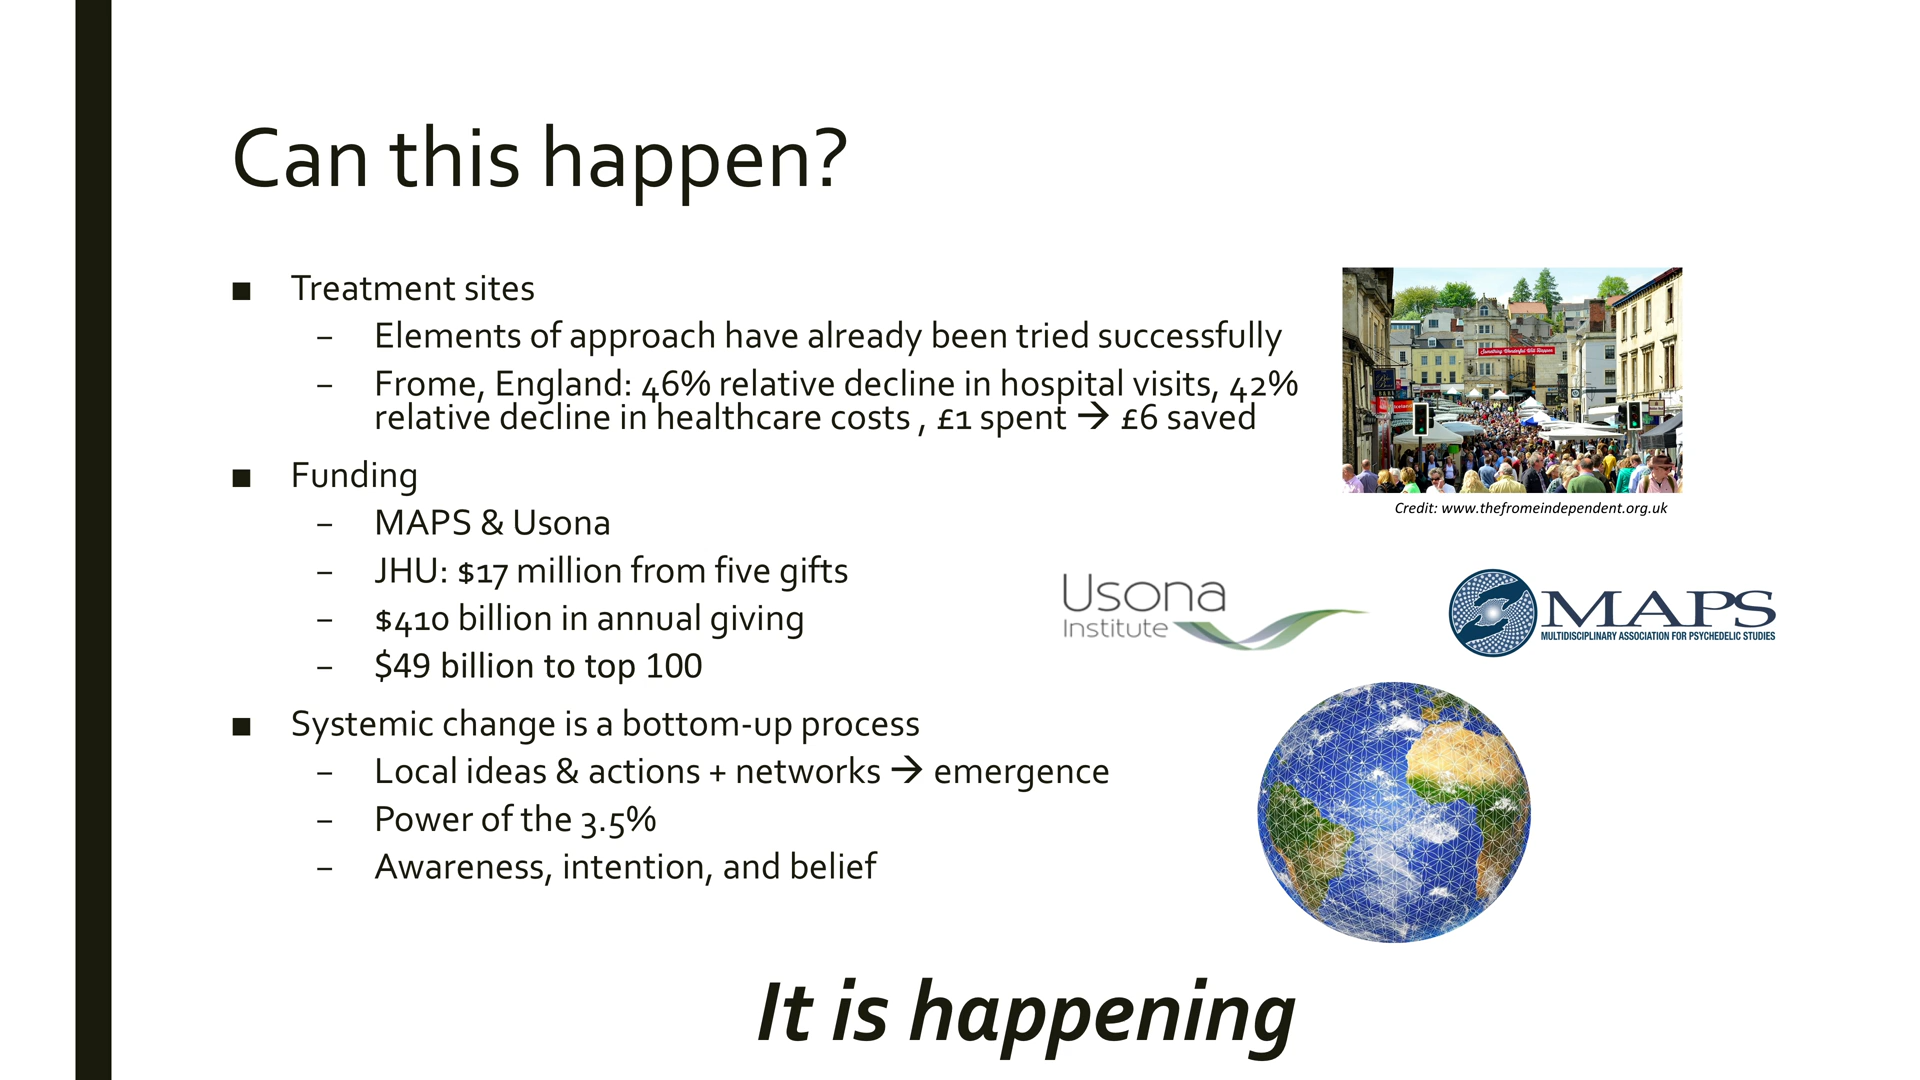 Can this happen?
■ Treatment sites
– Elements of approach have already been tried successfully
– Frome, England: 46% relative decline in hospital visits, 42%
relative decline in healthcare costs , £1 spent → £6 saved
Something Wonderful Will Happen
Credit: www.thefromeindependent.org.uk
■ Funding
– MAPS & Usona
– JHU: $17 million from five gifts
– $410 billion in annual giving
– $49 billion to top 100
Usona
Institute
MAPS
MULTIDISCIPLINARY ASSOCIATION FOR PSYCHEDELIC STUDIES
■ Systemic change is a bottom-up process
– Local ideas & actions + networks → emergence
– Power of the 3.5%
– Awareness, intention, and belief
It is happening